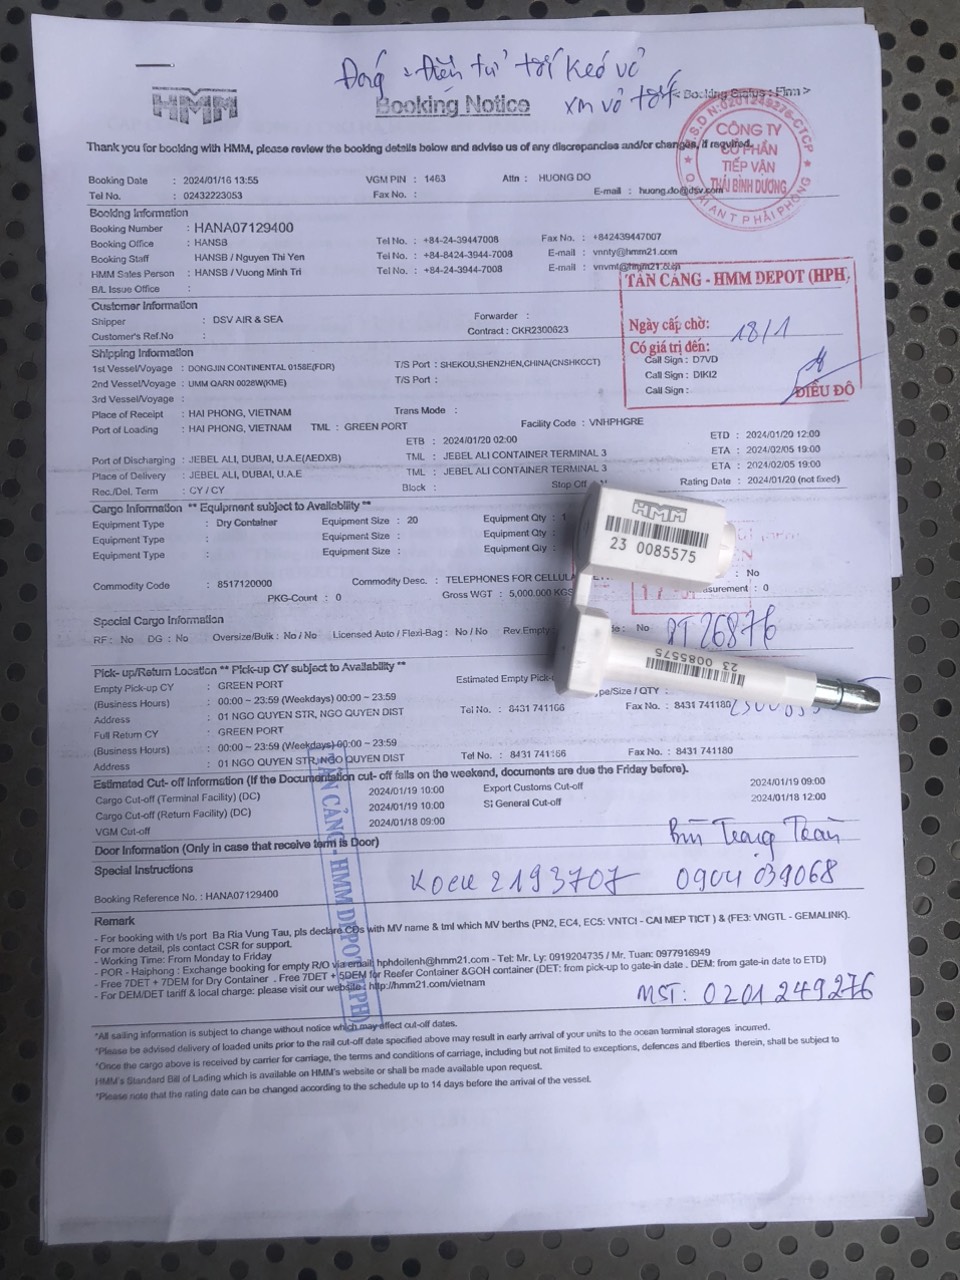 Đóng điện tử tới kéo vỏ
xm vỏ tốt
HMM
Booking Notice
< Booking Status : Firm >
Thank you for booking with HMM, please review the booking details below and advise us of any discrepancies and/or changes, if required.
Booking Date : 2024/01/16 13:55 VGM PIN : 1463 Attn : HUONG DO
Tel No. : 02432223053 Fax No. : E-mail : huong.do@dsv.com
M.S.D.N:0201249276-C.T.C.P
CÔNG TY
CỔ PHẦN
TIẾP VẬN
THÁI BÌNH DƯƠNG
Q. HẢI AN T.P HẢI PHÒNG
Booking Information
Booking Number : HANA07129400
Booking Office : HANSB Tel No. : +84-24-39447008 Fax No. : +842439447007
Booking Staff HANSB / Nguyen Thi Yen Tel No. : +84-8424-3944-7008 E-mail : vnnty@hmm21.com
HMM Sales Person : HANSB / Vuong Minh Tri Tel No. : +84-24-3944-7008 E-mail : vnvmt@hmm21.com
B/L Issue Office :
TÂN CẢNG - HMM DEPOT (HPH)
Ngày cấp chờ: 18/1
Có giá trị đến:
ĐIỀU ĐỘ
Customer Information
Shipper : DSV AIR & SEA Forwarder :
Customer's Ref.No : Contract : CKR2300623
Shipping Information
1st Vessel/Voyage : DONGJIN CONTINENTAL 0158E(FDR) T/S Port : SHEKOU,SHENZHEN,CHINA(CNSHKCCT) Call Sign : D7VD
2nd Vessel/Voyage : UMM QARN 0028W(KME) T/S Port : Call Sign : DIKI2
3rd Vessel/Voyage : Call Sign :
Place of Receipt : HAI PHONG, VIETNAM Trans Mode :
Port of Loading : HAI PHONG, VIETNAM TML : GREEN PORT Facility Code : VNHPHGRE
ETB : 2024/01/20 02:00 ETD : 2024/01/20 12:00
Port of Discharging : JEBEL ALI, DUBAI, U.A.E(AEDXB) TML : JEBEL ALI CONTAINER TERMINAL 3 ETA : 2024/02/05 19:00
Place of Delivery : JEBEL ALI, DUBAI, U.A.E TML : JEBEL ALI CONTAINER TERMINAL 3 ETA : 2024/02/05 19:00
Rec./Del. Term : CY / CY Block : Stop Off Rating Date : 2024/01/20 (not fixed)
Cargo Information ** Equipment subject to Availability **
Equipment Type : Dry Container Equipment Size : 20 Equipment Qty : 1
Equipment Type : Equipment Size : Equipment Qty :
Equipment Type : Equipment Size : Equipment Qty :
HMM
23 0085575
Commodity Code : 8517120000 Commodity Desc. : TELEPHONES FOR CELLULA : No
PKG-Count : 0 Gross WGT : 5,000.000 KGS asurement : 0
Special Cargo Information
RF : No DG : No Oversize/Bulk : No / No Licensed Auto / Flexi-Bag : No / No Rev.Empty : No
RT 26876
23 0085575
Pick- up/Return Location ** Pick-up CY subject to Availability **
Empty Pick-up CY : GREEN PORT Estimated Empty Pick-
(Business Hours) : 00:00 ~ 23:59 (Weekdays) 00:00 ~ 23:59 ype/Size / QTY :
Address : 01 NGO QUYEN STR, NGO QUYEN DIST Tel No. : 8431 741166 Fax No. : 8431 741180
Full Return CY : GREEN PORT
(Business Hours) : 00:00 ~ 23:59 (Weekdays) 00:00 ~ 23:59
Address : 01 NGO QUYEN STR, NGO QUYEN DIST Tel No. : 8431 741166 Fax No. : 8431 741180
Estimated Cut- off Information (If the Documentation cut- off falls on the weekend, documents are due the Friday before).
Cargo Cut-off (Terminal Facility) (DC) 2024/01/19 10:00 Export Customs Cut-off 2024/01/19 09:00
Cargo Cut-off (Return Facility) (DC) 2024/01/19 10:00 SI General Cut-off 2024/01/18 12:00
VGM Cut-off 2024/01/18 09:00
TÂN CẢNG - HMM DEPOT (HPH)
Door Information (Only in case that receive term is Door)
Bùi Trọng Toàn
Special Instructions
KOCU 2193707 0904 039068
Booking Reference No. : HANA07129400
Remark
- For booking with t/s port Ba Ria Vung Tau, pls declare CDs with MV name & tml which MV berths (PN2, EC4, EC5: VNTCI - CAI MEP TICT ) & (FE3: VNGTL - GEMALINK).
For more detail, pls contact CSR for support.
- Working Time: From Monday to Friday
- POR - Haiphong : Exchange booking for empty R/O via email: hphdoilenh@hmm21.com - Tel: Mr. Ly: 0919204735 / Mr. Tuan: 0977916949
- Free 7DET + 7DEM for Dry Container . Free 7DET + 5DEM for Reefer Container &GOH container (DET: from pick-up to gate-in date . DEM: from gate-in date to ETD)
- For DEM/DET tariff & local charge: please visit our website : http://hmm21.com/vietnam
MST: 0201249276
*All sailing information is subject to change without notice which may affect cut-off dates.
*Please be advised delivery of loaded units prior to the rail cut-off date specified above may result in early arrival of your units to the ocean terminal storages incurred.
*Once the cargo above is received by carrier for carriage, the terms and conditions of carriage, including but not limited to exceptions, defences and liberties therein, shall be subject to
HMM's Standard Bill of Lading which is available on HMM's website or shall be made available upon request.
*Please note that the rating date can be changed according to the schedule up to 14 days before the arrival of the vessel.